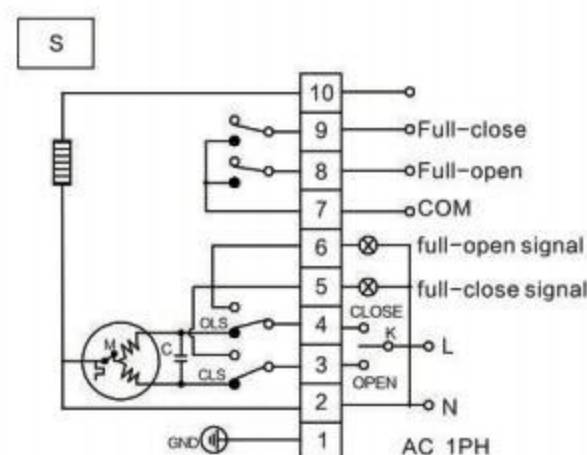 S
10
9 Full-close
8 Full-open
7 COM
6 full-open signal
5 full-close signal
OLS 4 CLOSE
M C K L
CLS 3 OPEN
2 N
GND 1 AC 1PH